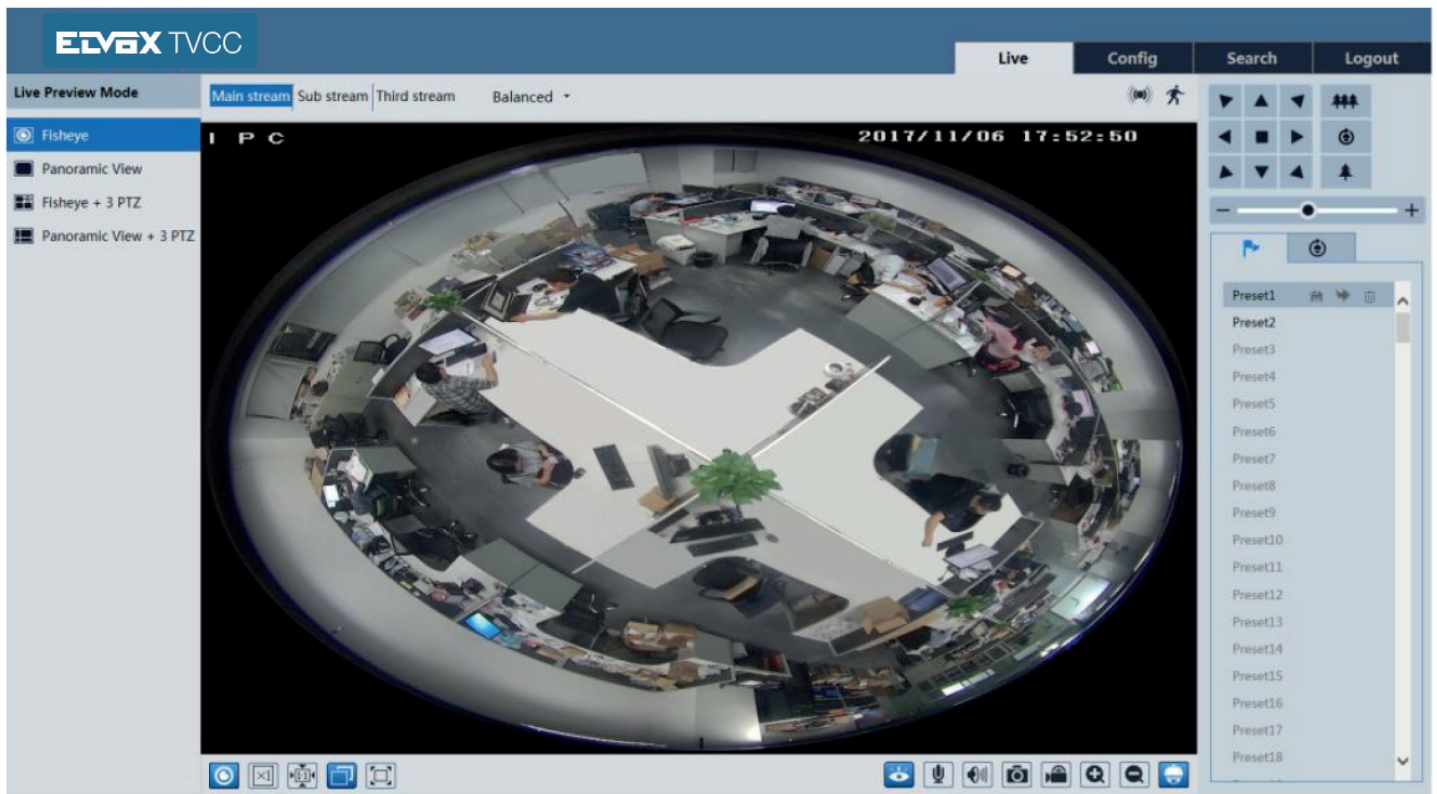 ELVOX TVCC
Live Config Search Logout
Live Preview Mode
Main stream Sub stream Third stream Balanced
Fisheye
Panoramic View
Fisheye + 3 PTZ
Panoramic View + 3 PTZ
I P C 2017/11/06 17:52:50
Preset1
Preset2
Preset3
Preset4
Preset5
Preset6
Preset7
Preset8
Preset9
Preset10
Preset11
Preset12
Preset13
Preset14
Preset15
Preset16
Preset17
Preset18